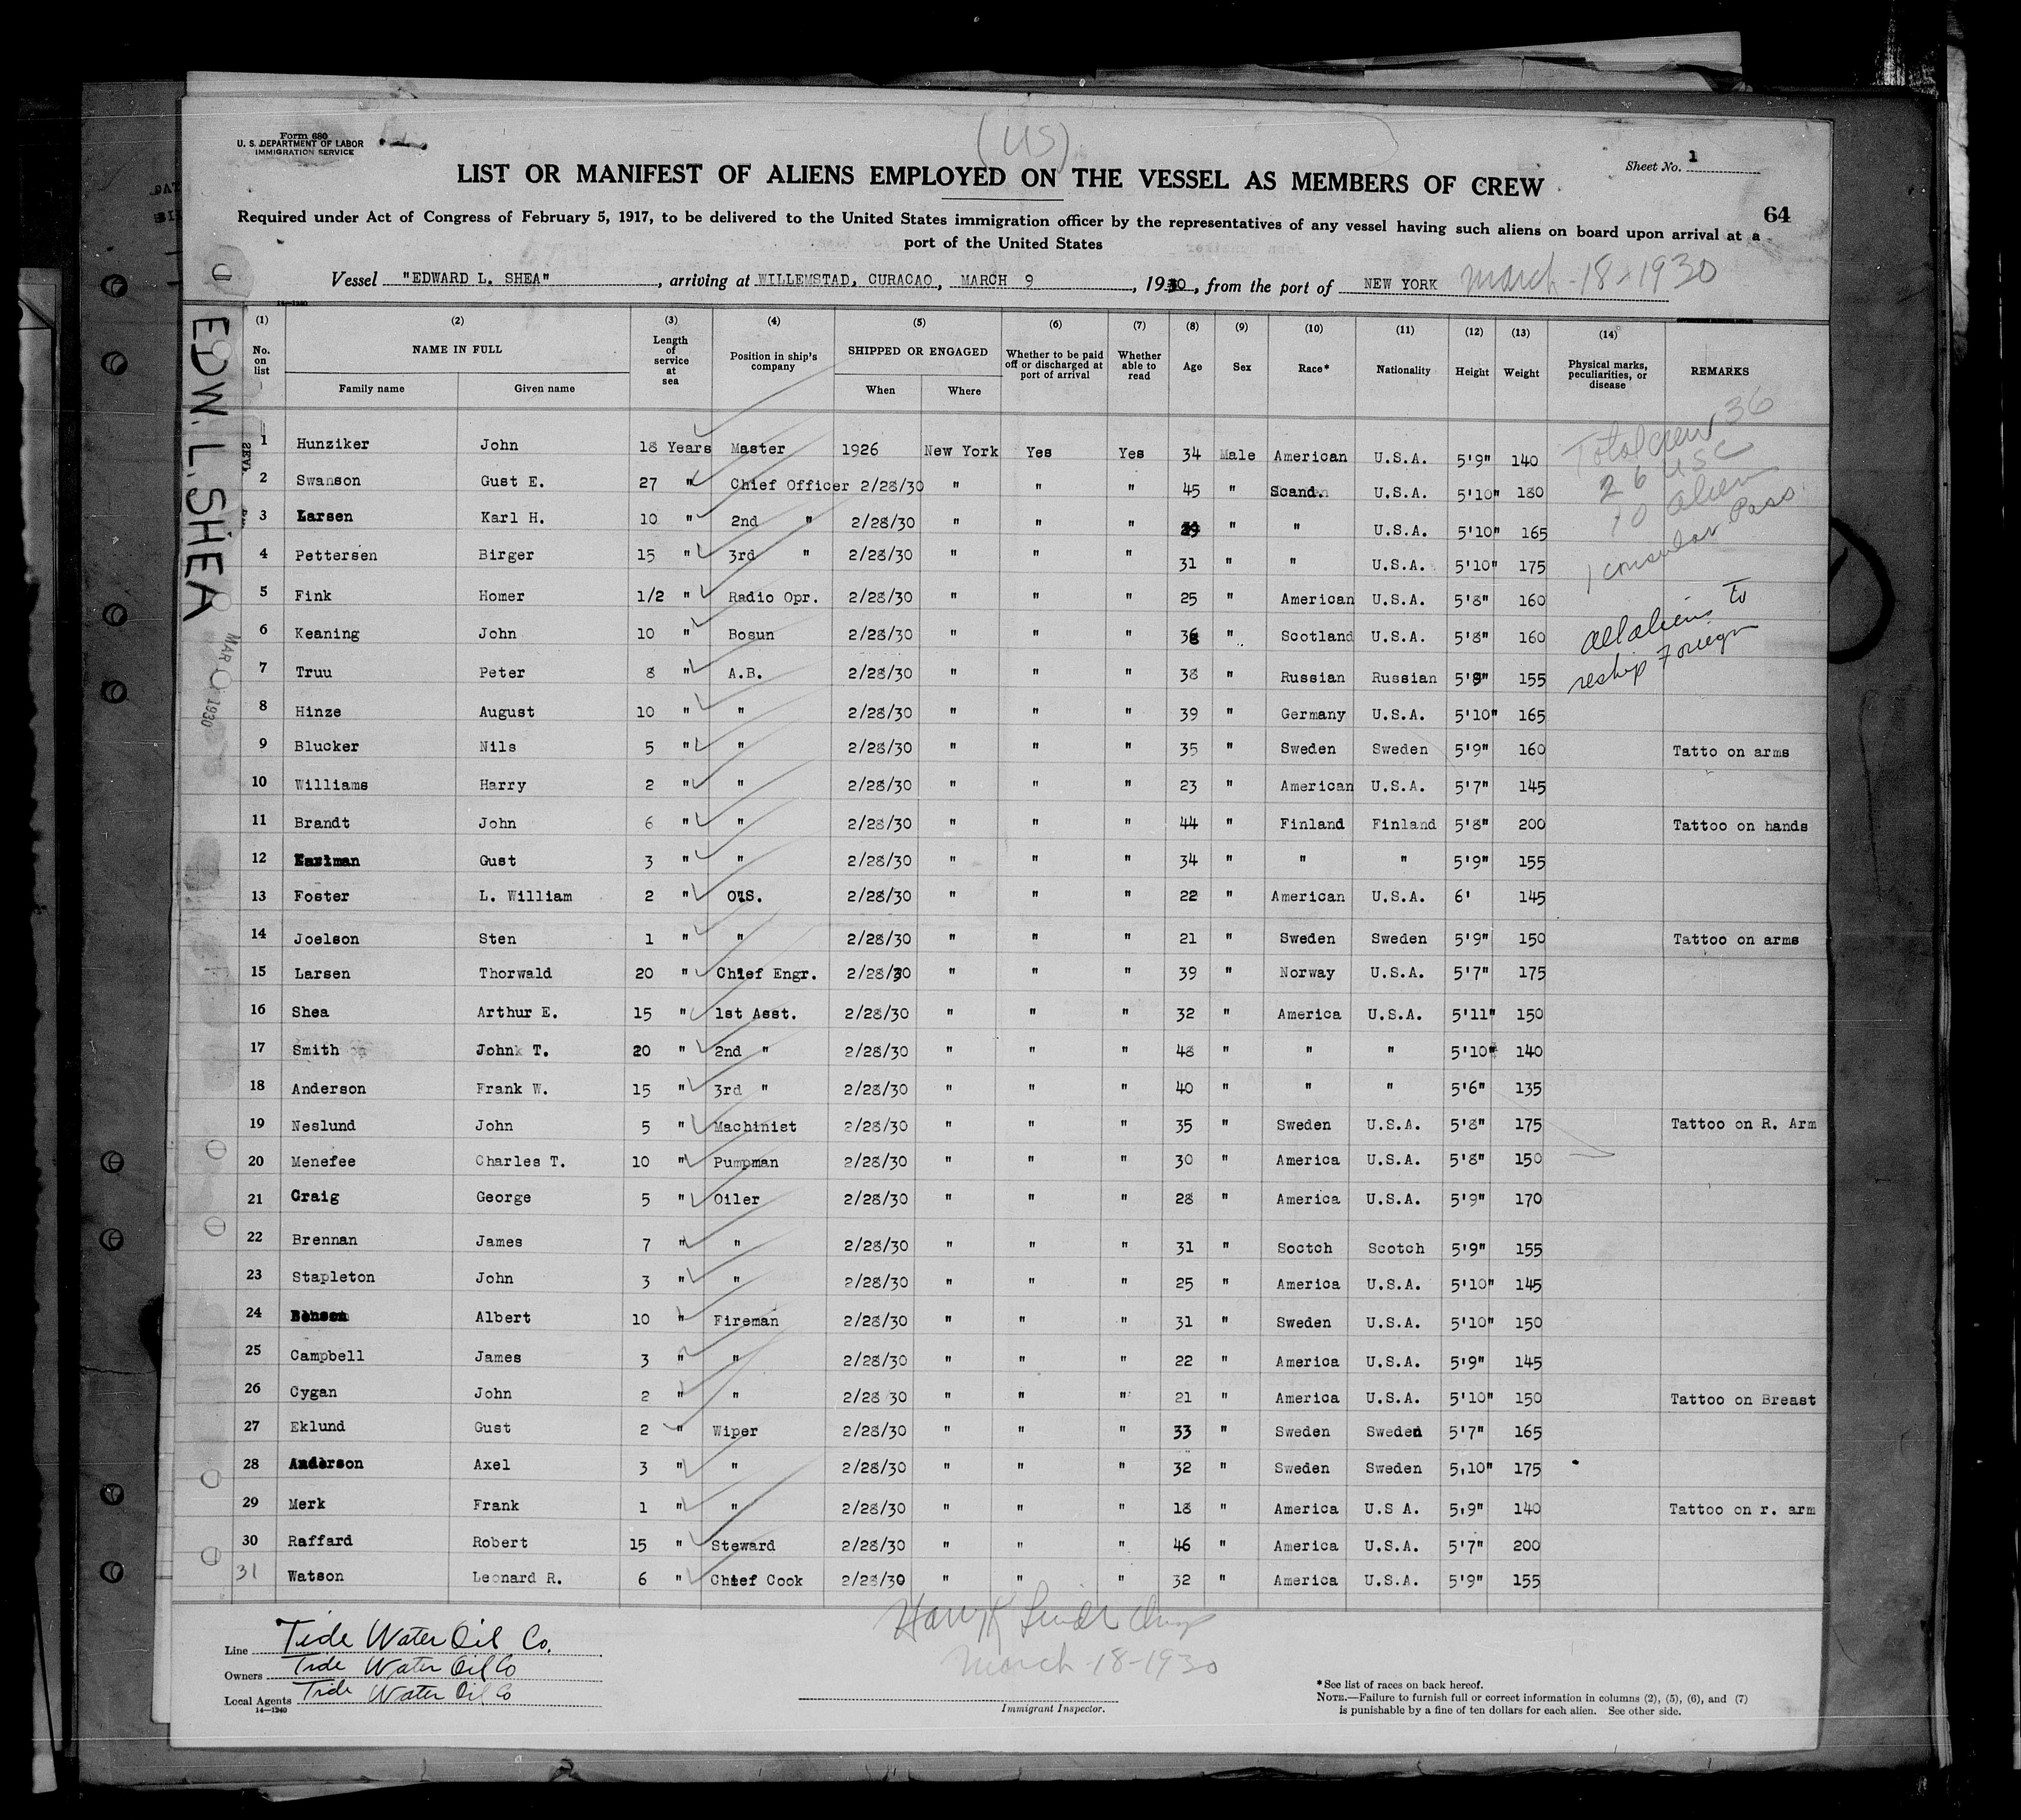 Form 680
U. S. DEPARTMENT OF LABOR
IMMIGRATION SERVICE
(US)
Sheet No. 1
LIST OR MANIFEST OF ALIENS EMPLOYED ON THE VESSEL AS MEMBERS OF CREW
64
Required under Act of Congress of February 5, 1917, to be delivered to the United States immigration officer by the representatives of any vessel having such aliens on board upon arrival at a
port of the United States
Vessel "EDWARD L. SHEA", arriving at WILLEMSTAD, CURACAO, MARCH 9, 1930, from the port of NEW YORK March-18-1930
14—1240
EDW. L. SHEA
MAR 1930
(1) (2) (3) (4) (5) (6) (7) (8) (9) (10) (11) (12) (13) (14)
No. on list NAME IN FULL Family name Given name Length of service at sea Position in ship's company SHIPPED OR ENGAGED When Where Whether to be paid off or discharged at port of arrival Whether able to read Age Sex Race* Nationality Height Weight Physical marks, peculiarities, or disease REMARKS
1 Hunziker John 18 Years Master 1926 New York Yes Yes 34 Male American U.S.A. 5'9" 140
2 Swanson Gust E. 27 " Chief Officer 2/28/30 " " " 45 " Scand. U.S.A. 5'10" 180
3 Larsen Karl H. 10 " 2nd " 2/28/30 " " " " " U.S.A. 5'10" 165
4 Pettersen Birger 15 " 3rd " 2/28/30 " " " 31 " " U.S.A. 5'10" 175
Total crew 36
26 USC
10 alien
1 consular Pass
5 Fink Homer 1/2 " Radio Opr. 2/28/30 " " " 25 " American U.S.A. 5'8" 160
6 Keaning John 10 " Bosun 2/28/30 " " " 36 " Scotland U.S.A. 5'8" 160
7 Truu Peter 8 " A.B. 2/28/30 " " " 38 " Russian Russian 5'9" 155
all aliens to
reship Foreign
8 Hinze August 10 " " 2/28/30 " " " 39 " Germany U.S.A. 5'10" 165
9 Blucker Nils 5 " " 2/28/30 " " " 35 " Sweden Sweden 5'9" 160 Tatto on arms
10 Williams Harry 2 " " 2/28/30 " " " 23 " American U.S.A. 5'7" 145
11 Brandt John 6 " " 2/28/30 " " " 44 " Finland Finland 5'8" 200 Tattoo on hands
12 Gust 3 " " 2/28/30 " " " 34 " " " 5'9" 155
13 Foster L. William 2 " O.S. 2/28/30 " " " 22 " American U.S.A. 6' 145
14 Joelson Sten 1 " " 2/28/30 " " " 21 " Sweden Sweden 5'9" 150 Tattoo on arms
15 Larsen Thorwald 20 " Chief Engr. 2/28/30 " " " 39 " Norway U.S.A. 5'7" 175
16 Shea Arthur E. 15 " 1st Asst. 2/28/30 " " " 32 " America U.S.A. 5'11" 150
17 Smith John T. 20 " 2nd " 2/28/30 " " " 48 " " " 5'10" 140
18 Anderson Frank W. 15 " 3rd " 2/28/30 " " " 40 " " " 5'6" 135
19 Neslund John 5 " Machinist 2/28/30 " " " 35 " Sweden U.S.A. 5'8" 175 Tattoo on R. Arm
20 Menefee Charles T. 10 " Pumpman 2/28/30 " " " 30 " America U.S.A. 5'8" 150
21 Craig George 5 " Oiler 2/28/30 " " " 28 " America U.S.A. 5'9" 170
22 Brennan James 7 " " 2/28/30 " " " 31 " Soctch Scotch 5'9" 155
23 Stapleton John 3 " " 2/28/30 " " " 25 " America U.S.A. 5'10" 145
24 Benson Albert 10 " Fireman 2/28/30 " " " 31 " Sweden U.S.A. 5'10" 150
25 Campbell James 3 " " 2/28/30 " " " 22 " America U.S.A. 5'9" 145
26 Cygan John 2 " " 2/28 30 " " " 21 " America U.S.A. 5'10" 150 Tattoo on Breast
27 Eklund Gust 2 " Wiper 2/28/30 " " " 33 " Sweden Sweden 5'7" 165
28 Anderson Axel 3 " " 2/28/30 " " " 32 " Sweden Sweden 5,10" 175
29 Merk Frank 1 " " 2/28/30 " " " 18 " America U.S A. 5,9" 140 Tattoo on r. arm
30 Raffard Robert 15 " Steward 2/28/30 " " " 46 " America U.S.A. 5'7" 200
31 Watson Leonard R. 6 " Chief Cook 2/28/30 " " " 32 " America U.S.A. 5'9" 155
Line Tide Water Oil Co.
Owners Tide Water Oil Co
Local Agents Tide Water Oil Co
14—1240
March-18-1930
Immigrant Inspector.
*See list of races on back hereof.
NOTE.—Failure to furnish full or correct information in columns (2), (5), (6), and (7)
is punishable by a fine of ten dollars for each alien. See other side.